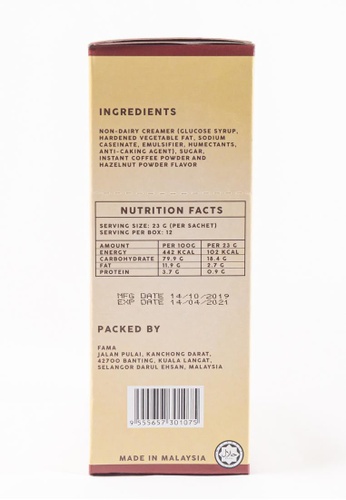 INGREDIENTS
NON-DAIRY CREAMER (GLUCOSE SYRUP,
HARDENED VEGETABLE FAT, SODIUM
CASEINATE, EMULSIFIER, HUMECTANTS,
ANTI-CAKING AGENT), SUGAR,
INSTANT COFFEE POWDER AND
HAZELNUT POWDER FLAVOR
NUTRITION FACTS
SERVING SIZE: 23 G (PER SACHET)
SERVING PER BOX: 12
AMOUNT PER 100G PER 23 G
ENERGY 442 KCAL 102 KCAL
CARBOHYDRATE 79.9 G 18.4 G
FAT 11.9 G 2.7 G
PROTEIN 3.7 G 0.9 G
MFG DATE 14/10/2019
EXP DATE 14/04/2021
PACKED BY
FAMA
JALAN PULAI, KANCHONG DARAT,
42700 BANTING, KUALA LANGAT,
SELANGOR DARUL EHSAN, MALAYSIA
9 555657 301075
MADE IN MALAYSIA